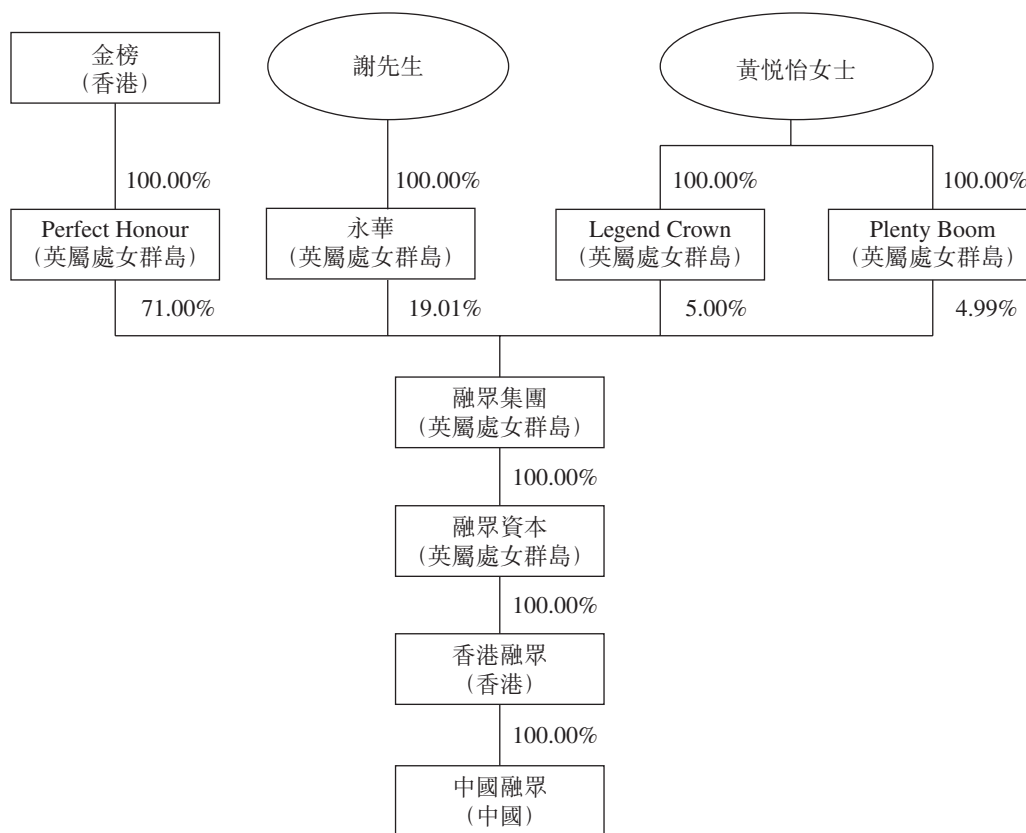 金榜
（香港）
謝先生
黃悦怡女士
100.00%
100.00%
100.00%
100.00%
Perfect Honour
（英屬處女群島）
永華
（英屬處女群島）
Legend Crown
（英屬處女群島）
Plenty Boom
（英屬處女群島）
71.00%
19.01%
5.00%
4.99%
融眾集團
（英屬處女群島）
100.00%
融眾資本
（英屬處女群島）
100.00%
香港融眾
（香港）
100.00%
中國融眾
（中國）